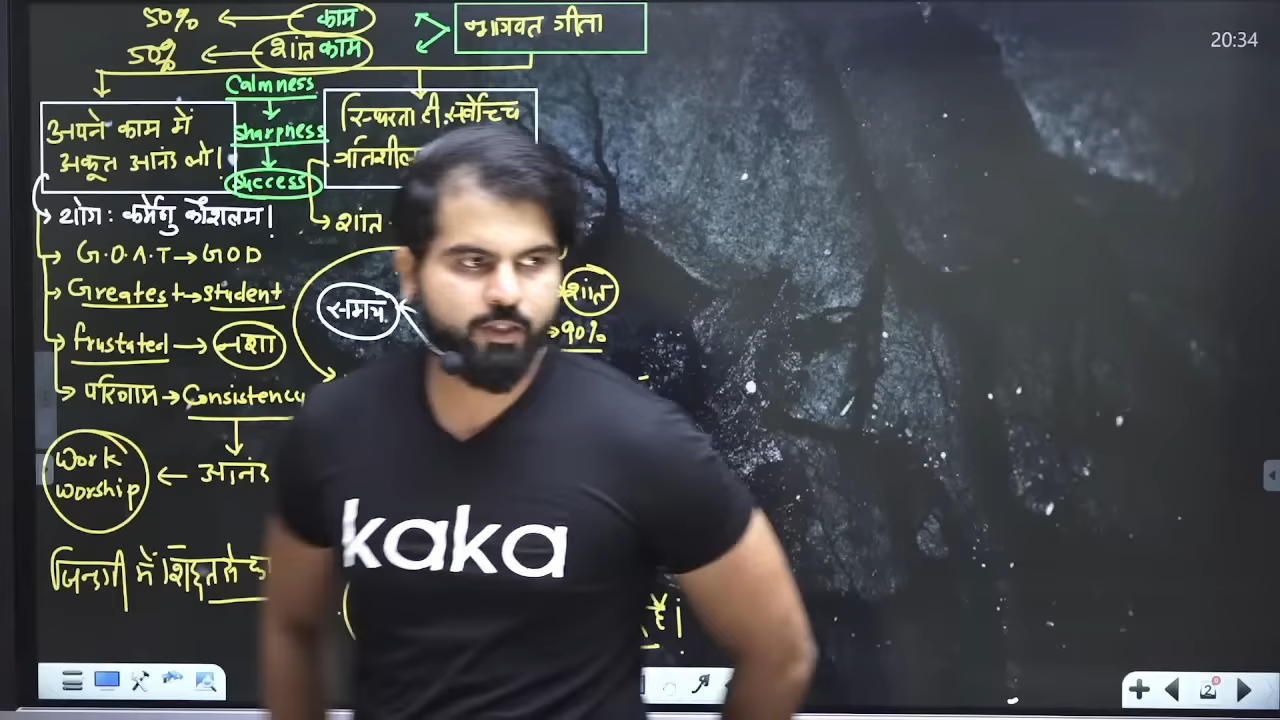 50% ← काम
भागवत गीता
20:34
50% ← शांत काम
Calmness
↓
sharpness
↓
Success
अपने काम में
अकूत आनंद लो!
स्थिरता ही सर्वोच्च
गतिशील
योग: कर्मेषु कौशलम!
शांत
G.O.A.T → GOD
Greatest → student
शांत
समय
frustated → नशा
90%
परिणाम → Consistency
Work
worship
← आनंद
जिन्दगी में शिद्दत से
है।
kaka
2